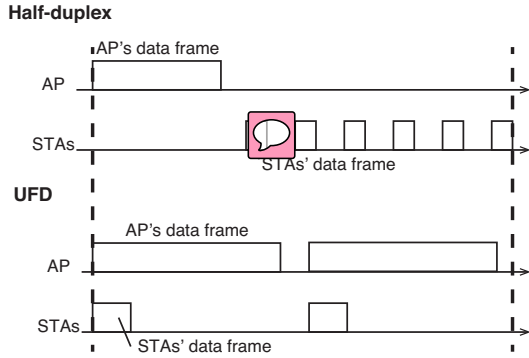 Half-duplex
AP's data frame
AP
STAs
STAs' data frame
UFD
AP's data frame
AP
STAs
STAs' data frame